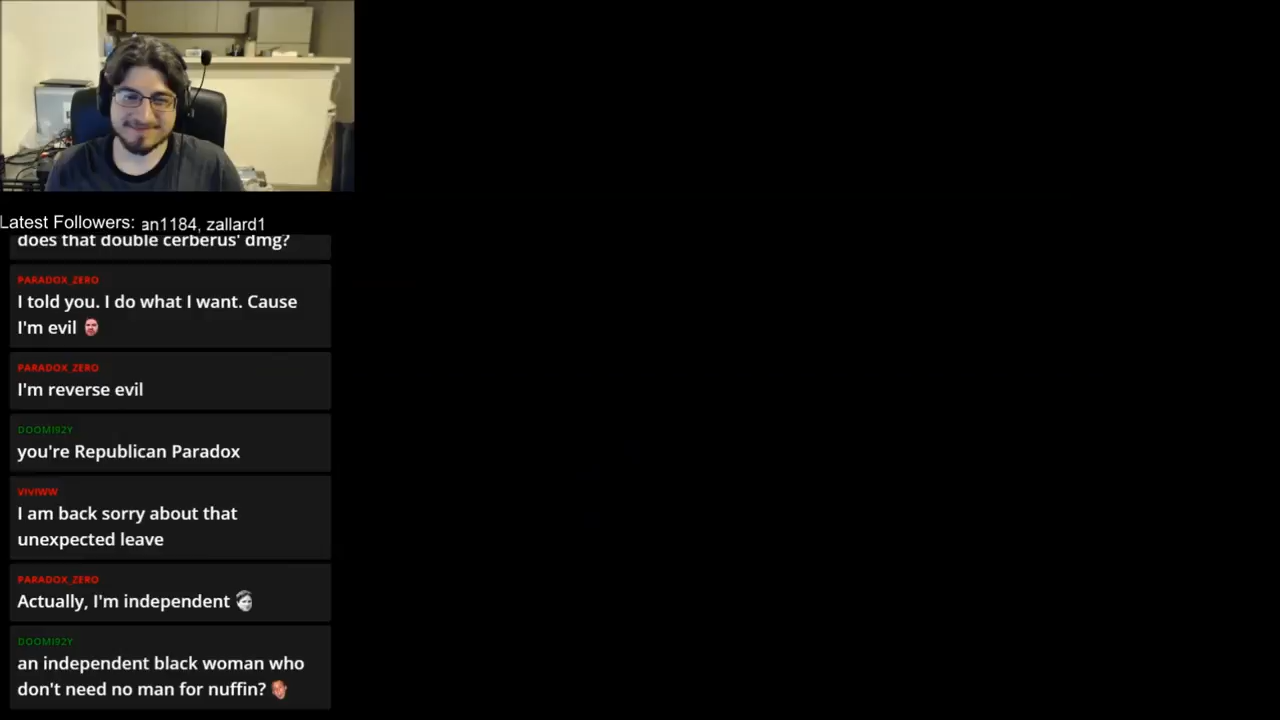 Latest Followers: an1184, zallard1
does that double cerberus' dmg?
PARADOX_ZERO
I told you. I do what I want. Cause
I'm evil
PARADOX_ZERO
I'm reverse evil
DOOMI92Y
you're Republican Paradox
VIVIWW
I am back sorry about that
unexpected leave
PARADOX_ZERO
Actually, I'm independent
DOOMI92Y
an independent black woman who
don't need no man for nuffin?